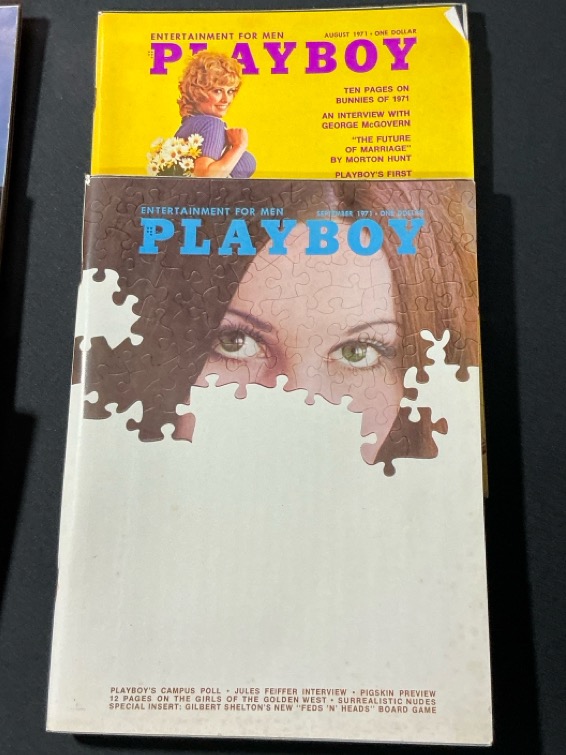 ENTERTAINMENT FOR MEN AUGUST 1971 • ONE DOLLAR
PLAYBOY
TEN PAGES ON
BUNNIES OF 1971
AN INTERVIEW WITH
GEORGE McGOVERN
"THE FUTURE
OF MARRIAGE"
BY MORTON HUNT
PLAYBOY'S FIRST
ENTERTAINMENT FOR MEN SEPTEMBER 1971 • ONE DOLLAR
PLAYBOY
PLAYBOY'S CAMPUS POLL • JULES FEIFFER INTERVIEW • PIGSKIN PREVIEW
12 PAGES ON THE GIRLS OF THE GOLDEN WEST • SURREALISTIC NUDES
SPECIAL INSERT: GILBERT SHELTON'S NEW "FEDS 'N' HEADS" BOARD GAME